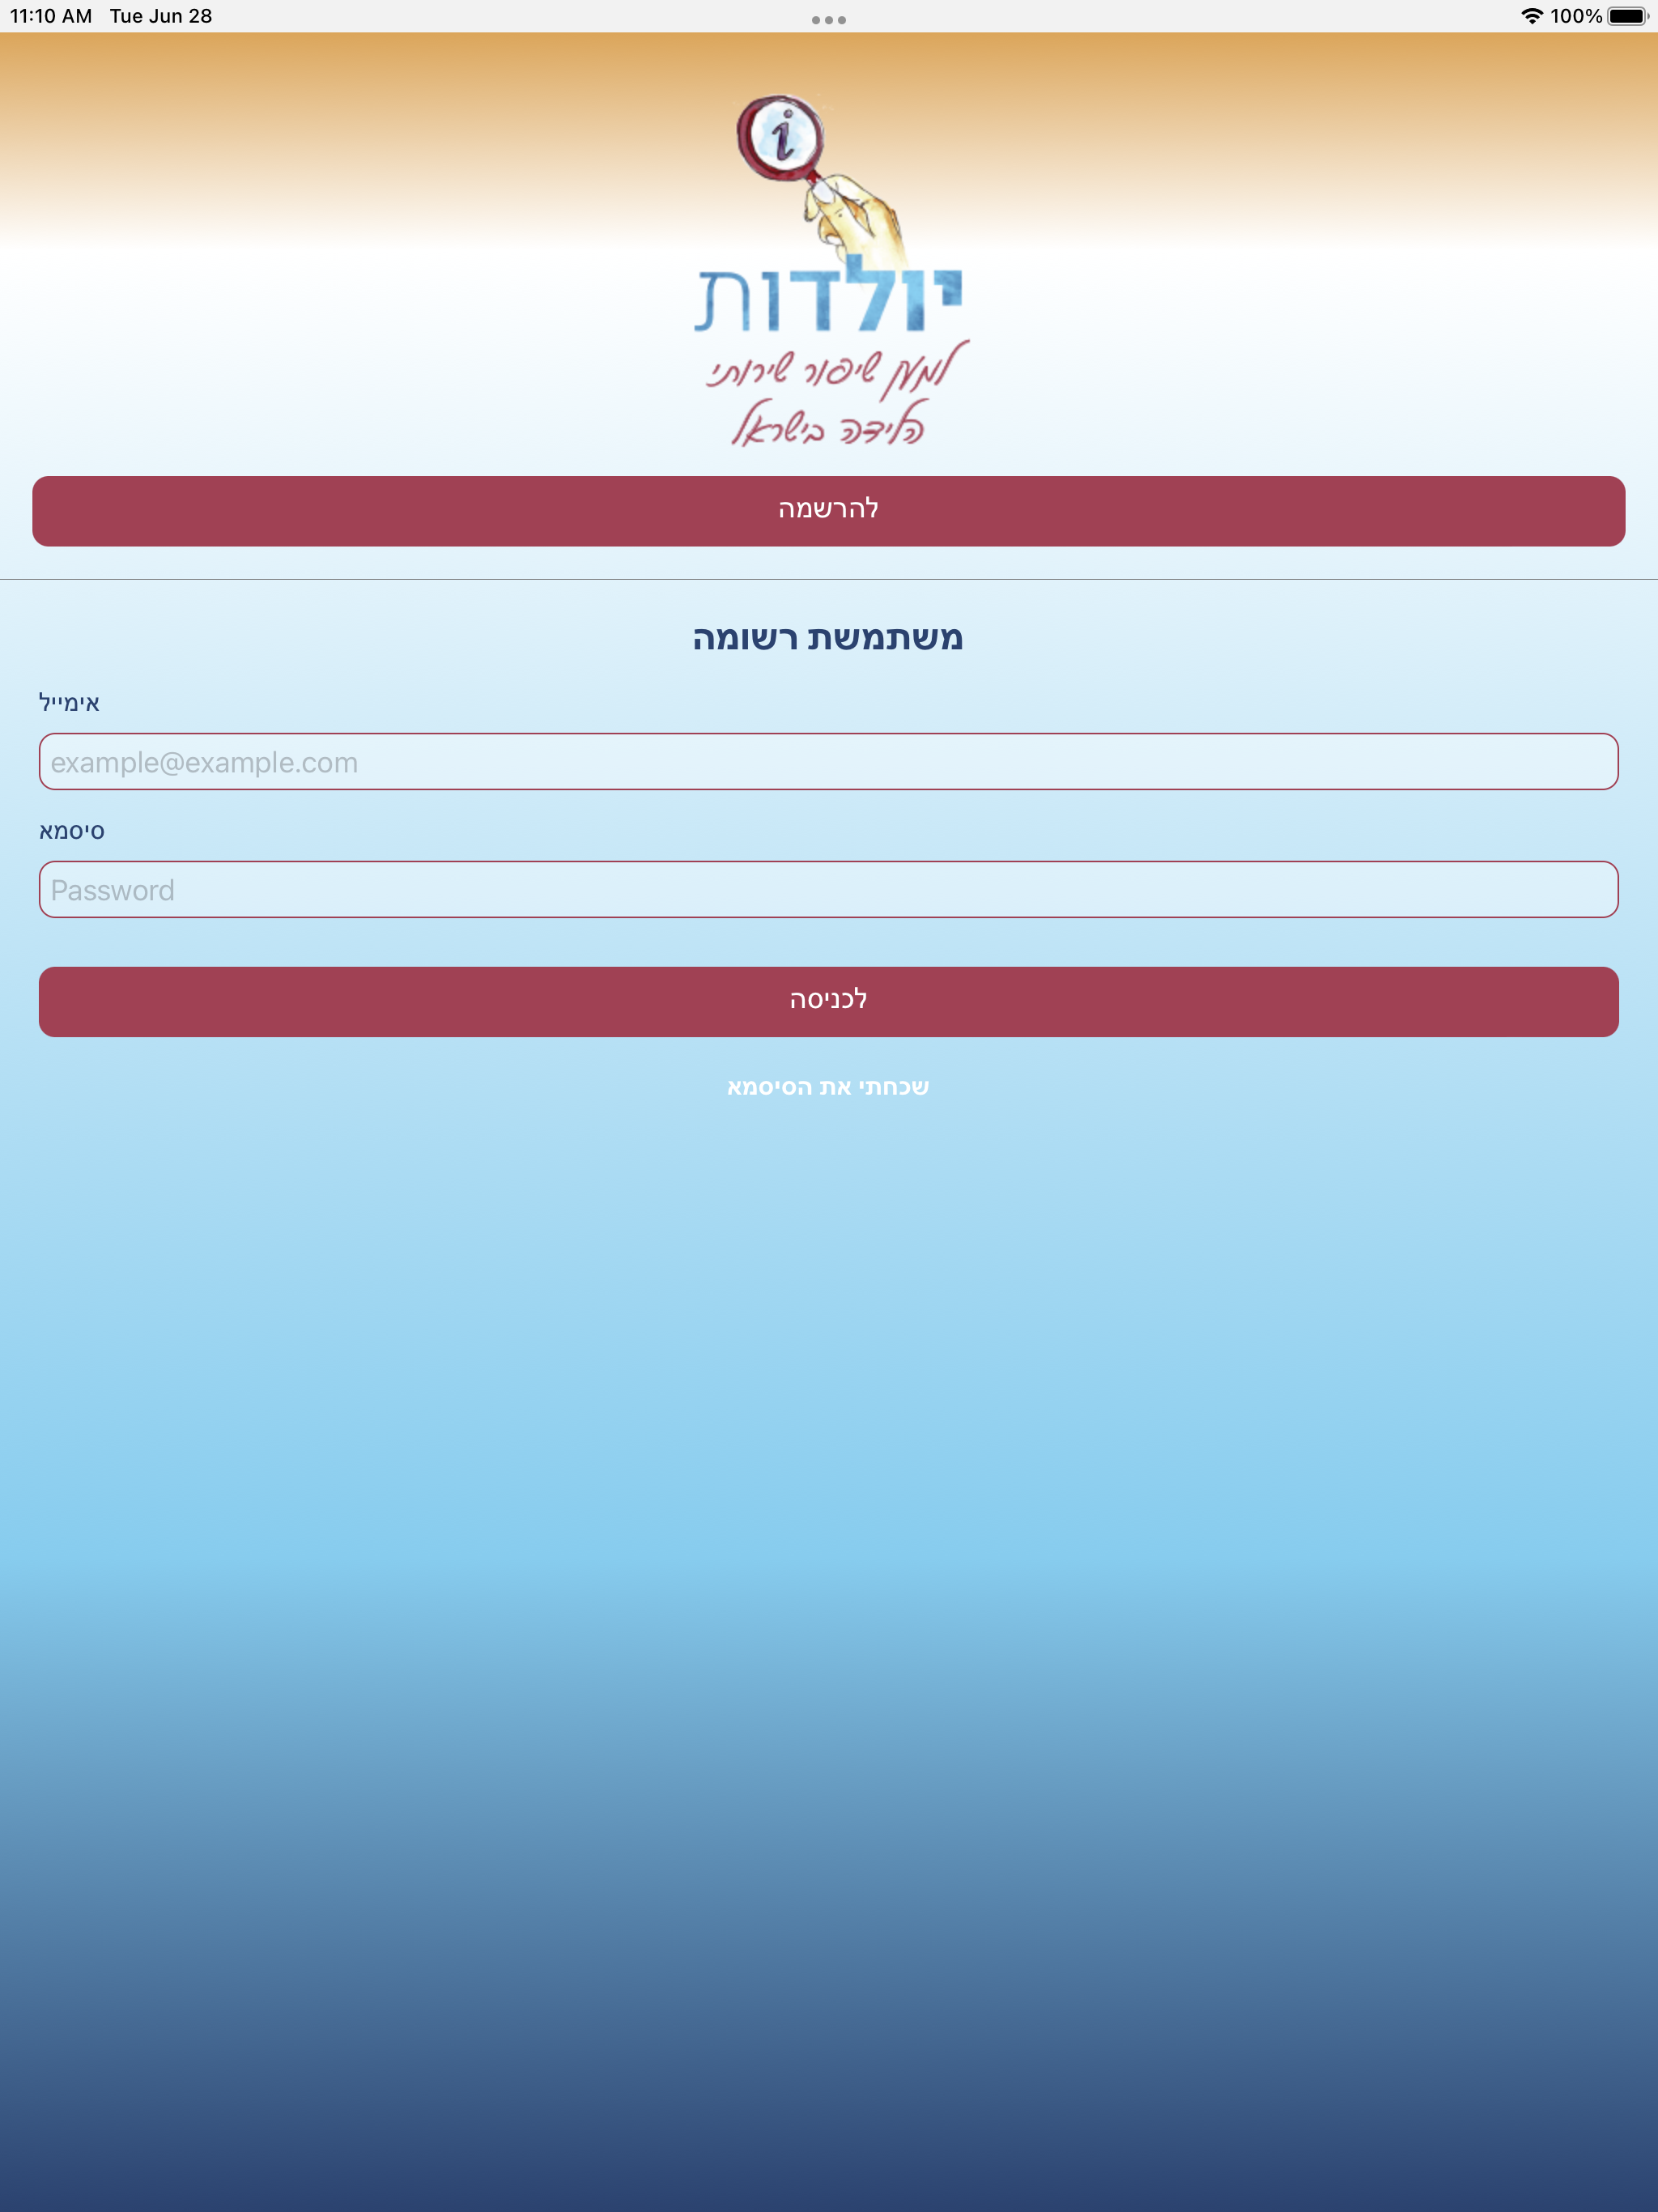 11:10 AM Tue Jun 28
100%
i
יולדות
למען שיפור שירותי
הלידה בישראל
להרשמה
משתמשת רשומה
אימייל
example@example.com
סיסמא
Password
לכניסה
שכחתי את הסיסמא